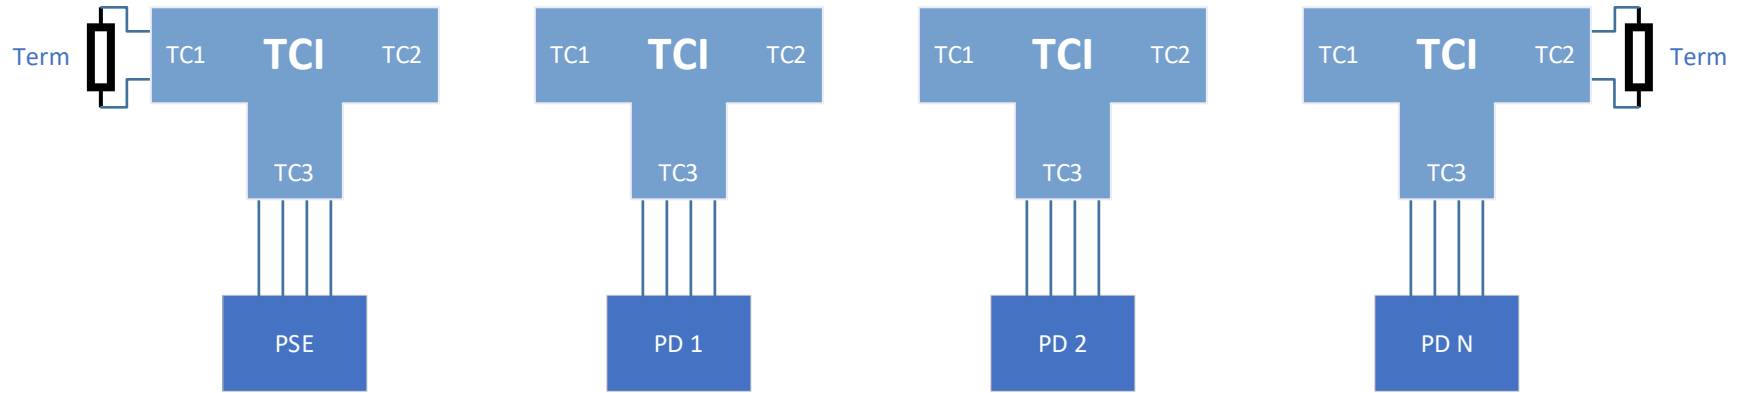 Term TC1 TCI TC2 TC1 TCI TC2 TC1 TCI TC2 TC1 TCI TC2 Term
TC3 TC3 TC3 TC3
PSE PD 1 PD 2 PD N